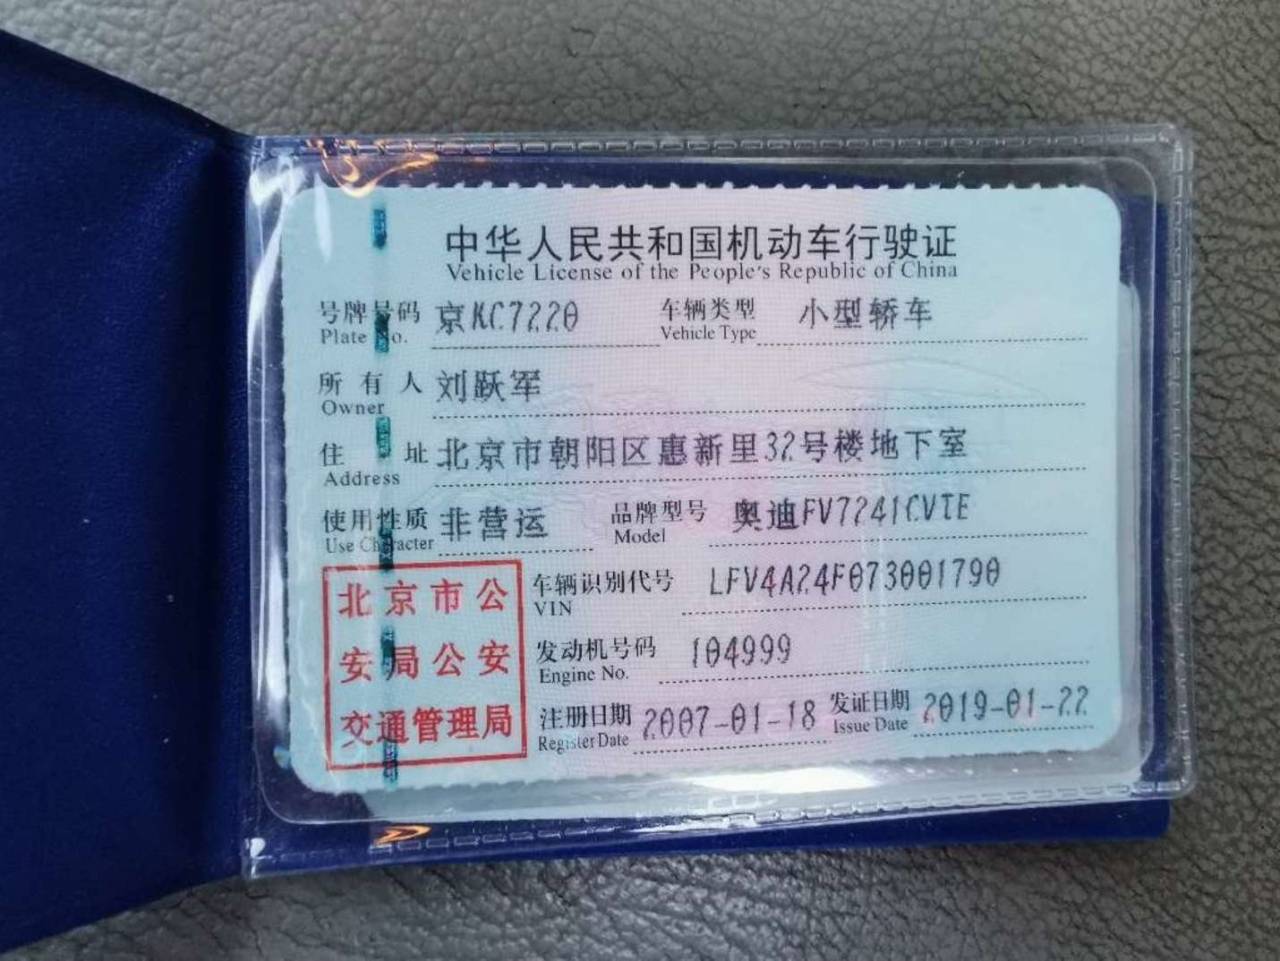 中华人民共和国机动车行驶证
Vehicle License of the People's Republic of China
号牌号码 京KC7220 车辆类型 小型轿车
Plate No. Vehicle Type
所有人 刘跃军
Owner
住址 北京市朝阳区惠新里32号楼地下室
Address
使用性质 非营运 品牌型号 奥迪FV7241CVTE
Use Character Model
北京市公
安局公安
交通管理局
车辆识别代号 LFV4A24F073001790
VIN
发动机号码 104999
Engine No.
注册日期 2007-01-18 发证日期 2019-01-22
Register Date Issue Date